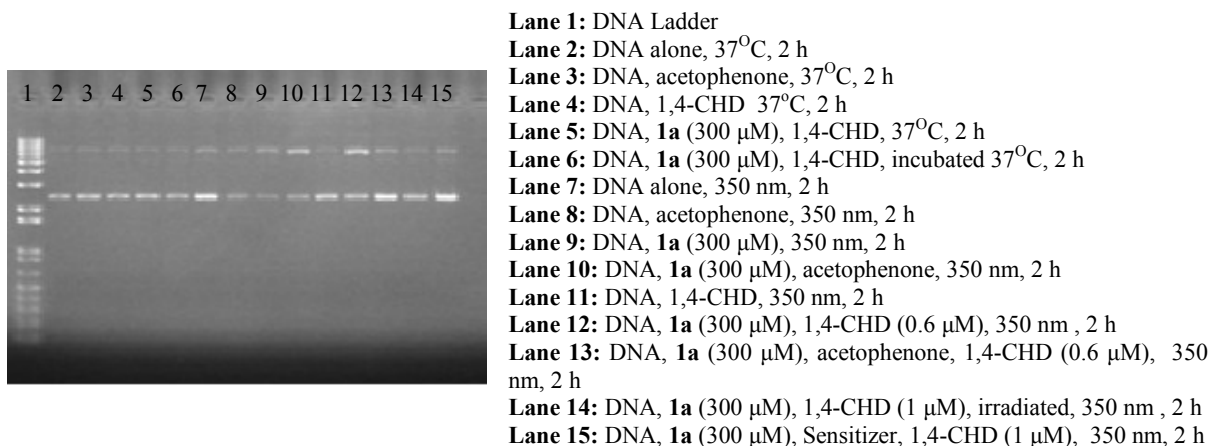 1 2 3 4 5 6 7 8 9 10 11 12 13 14 15
Lane 1: DNA Ladder
Lane 2: DNA alone, 37ᴼC, 2 h
Lane 3: DNA, acetophenone, 37ᴼC, 2 h
Lane 4: DNA, 1,4-CHD 37ᵒC, 2 h
Lane 5: DNA, 1a (300 μM), 1,4-CHD, 37ᴼC, 2 h
Lane 6: DNA, 1a (300 μM), 1,4-CHD, incubated 37ᴼC, 2 h
Lane 7: DNA alone, 350 nm, 2 h
Lane 8: DNA, acetophenone, 350 nm, 2 h
Lane 9: DNA, 1a (300 μM), 350 nm, 2 h
Lane 10: DNA, 1a (300 μM), acetophenone, 350 nm, 2 h
Lane 11: DNA, 1,4-CHD, 350 nm, 2 h
Lane 12: DNA, 1a (300 μM), 1,4-CHD (0.6 μM), 350 nm , 2 h
Lane 13: DNA, 1a (300 μM), acetophenone, 1,4-CHD (0.6 μM), 350
nm, 2 h
Lane 14: DNA, 1a (300 μM), 1,4-CHD (1 μM), irradiated, 350 nm , 2 h
Lane 15: DNA, 1a (300 μM), Sensitizer, 1,4-CHD (1 μM), 350 nm, 2 h